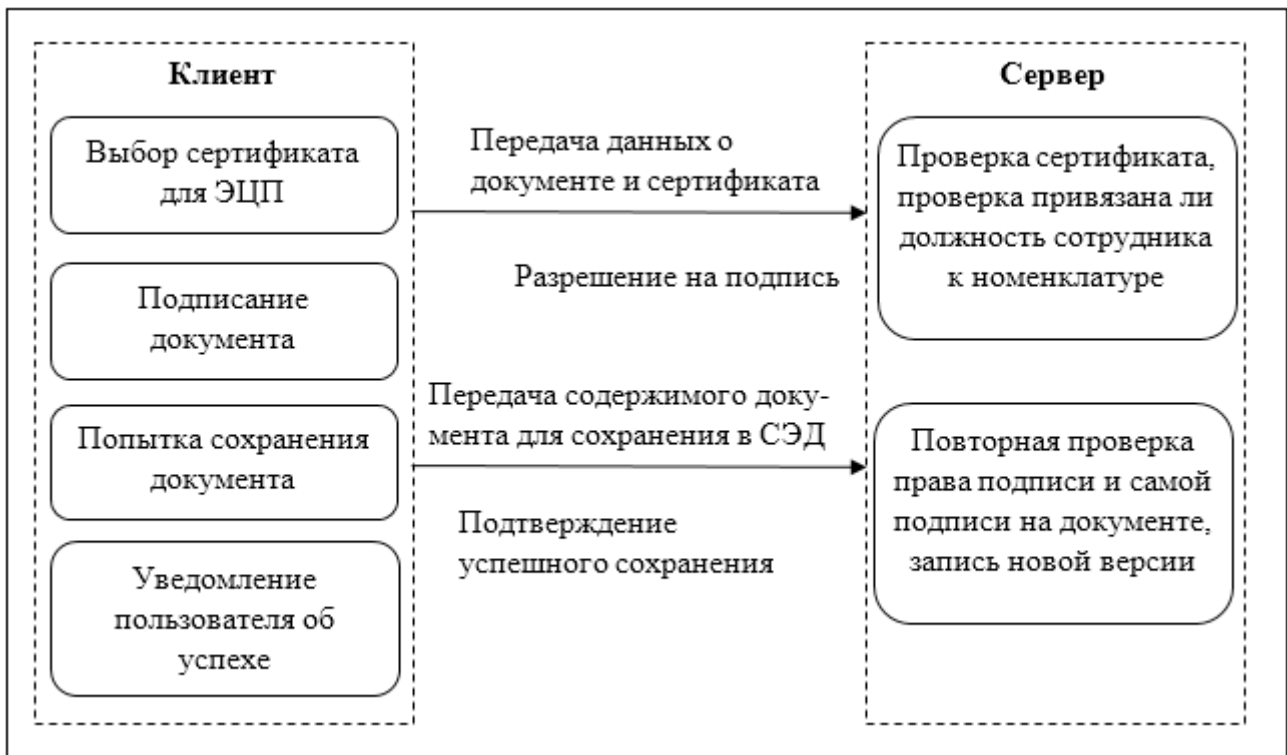 Клиент
Выбор сертификата
для ЭЦП
Подписание
документа
Попытка сохранения
документа
Уведомление
пользователя об
успехе
Передача данных о
документе и сертификата
Разрешение на подпись
Передача содержимого доку-
мента для сохранения в СЭД
Подтверждение
успешного сохранения
Сервер
Проверка сертификата,
проверка привязана ли
должность сотрудника
к номенклатуре
Повторная проверка
права подписи и самой
подписи на документе,
запись новой версии